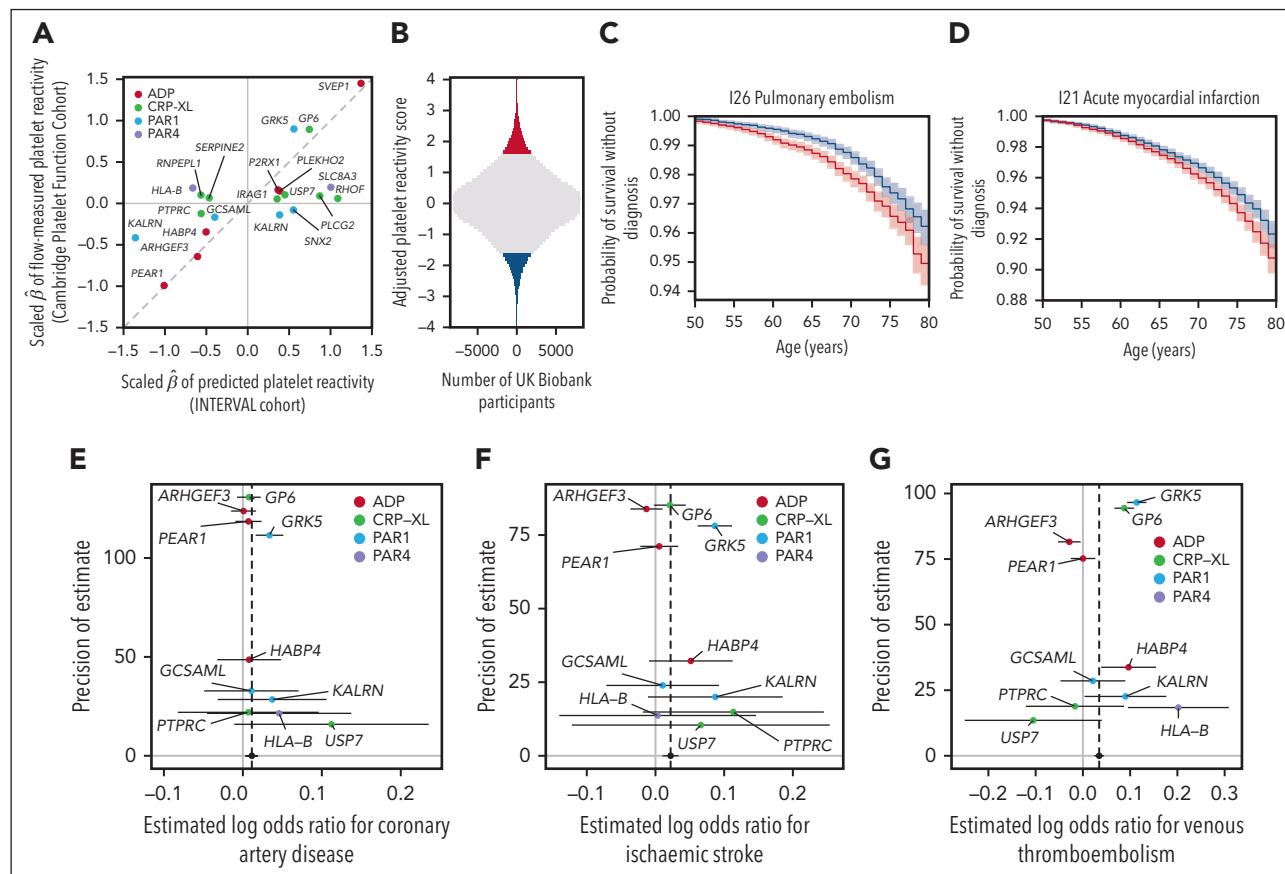 A
Scaled β̂ of flow-measured platelet reactivity
(Cambridge Platelet Function Cohort)
1.5
1.0
0.5
0.0
−0.5
−1.0
−1.5
ADP
CRP-XL
PAR1
PAR4
SVEP1
GRK5
GP6
SERPINE2
RNPEPL1
P2RX1
PLEKHO2
SLC8A3
HLA-B
IRAG1
USP7
RHOF
PTPRC
GCSAML
KALRN
KALRN
PLCG2
HABP4
SNX2
ARHGEF3
PEAR1
−1.5 −1.0 −0.5 0.0 0.5 1.0 1.5
Scaled β̂ of predicted platelet reactivity
(INTERVAL cohort)
B
Adjusted platelet reactivity score
4
3
2
1
0
−1
−2
−3
−4
−5000 0 5000
Number of UK Biobank
participants
C
I26 Pulmonary embolism
Probability of survival without
diagnosis
1.00
0.99
0.98
0.97
0.96
0.95
0.94
50 55 60 65 70 75 80
Age (years)
D
I21 Acute myocardial infarction
Probability of survival without
diagnosis
1.00
0.98
0.96
0.94
0.92
0.90
0.88
50 55 60 65 70 75 80
Age (years)
E
Precision of estimate
100
50
0
ARHGEF3
GP6
PEAR1
GRK5
ADP
CRP–XL
PAR1
PAR4
HABP4
GCSAML
KALRN
PTPRC
HLA–B
USP7
−0.1 0.0 0.1 0.2
Estimated log odds ratio for coronary
artery disease
F
Precision of estimate
75
50
25
0
ARHGEF3
GP6
GRK5
PEAR1
ADP
CRP–XL
PAR1
PAR4
HABP4
GCSAML
KALRN
HLA–B
USP7
PTPRC
−0.1 0.0 0.1 0.2
Estimated log odds ratio for
ischaemic stroke
G
Precision of estimate
100
75
50
25
0
GRK5
GP6
ARHGEF3
PEAR1
ADP
CRP–XL
PAR1
PAR4
HABP4
GCSAML
KALRN
PTPRC
USP7
HLA–B
−0.2 0.0 0.1 0.2 0.3
Estimated log odds ratio for venous
thromboembolism